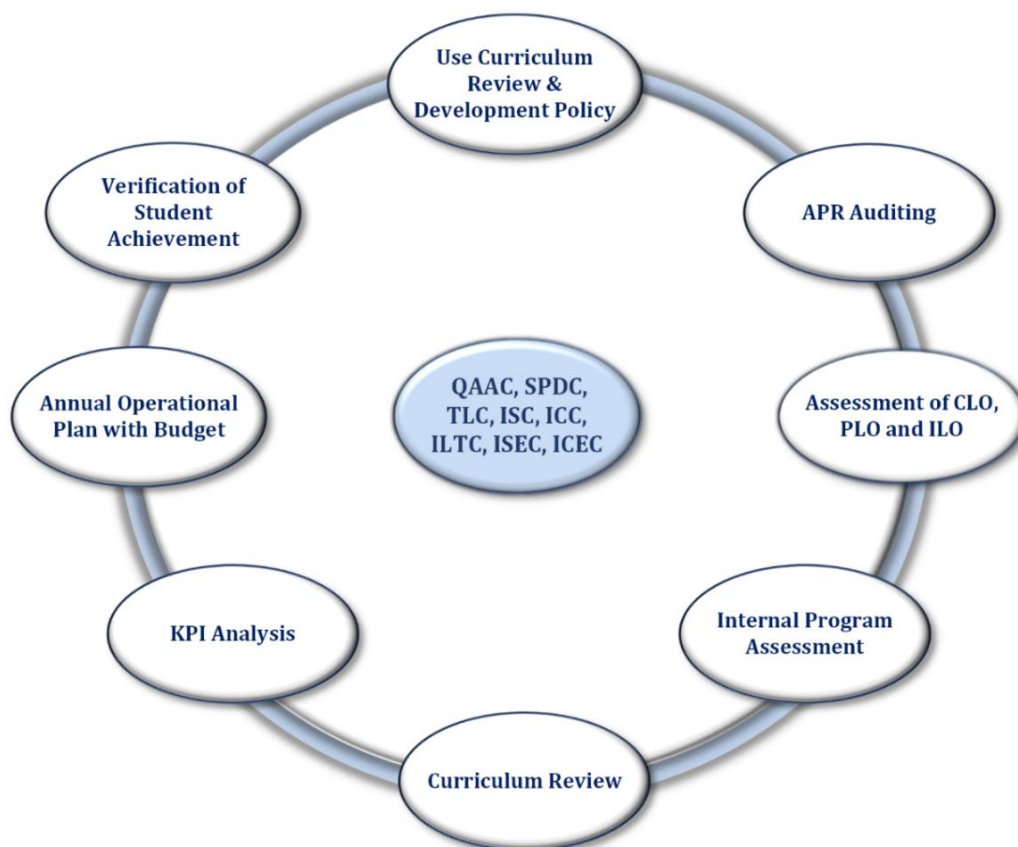 Use Curriculum
Review &
Development Policy
Verification of
Student
Achievement
APR Auditing
Annual Operational
Plan with Budget
QAAC, SPDC,
TLC, ISC, ICC,
ILTC, ISEC, ICEC
Assessment of CLO,
PLO and ILO
KPI Analysis
Internal Program
Assessment
Curriculum Review